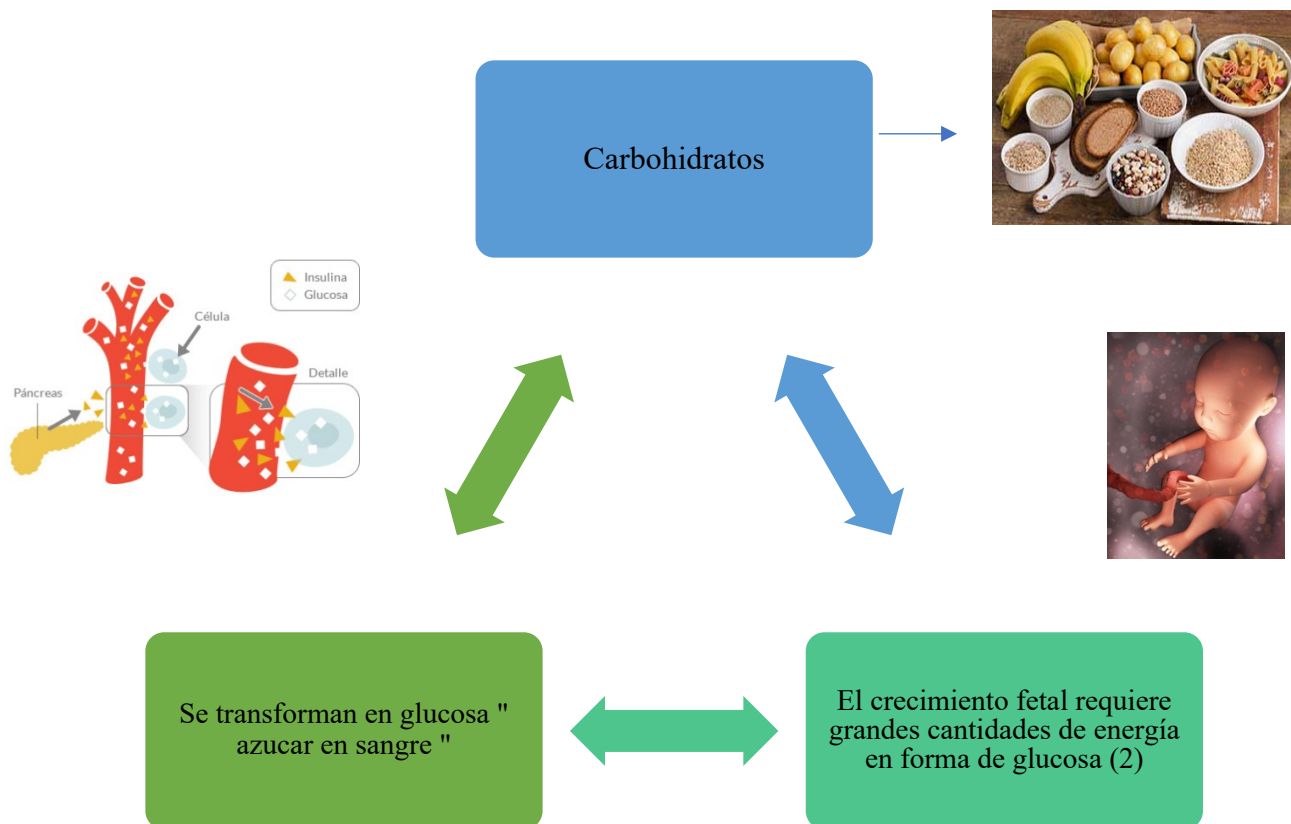 Carbohidratos
Insulina
Glucosa
Célula
Detalle
Páncreas
Se transforman en glucosa "
azucar en sangre "
El crecimiento fetal requiere
grandes cantidades de energía
en forma de glucosa (2)